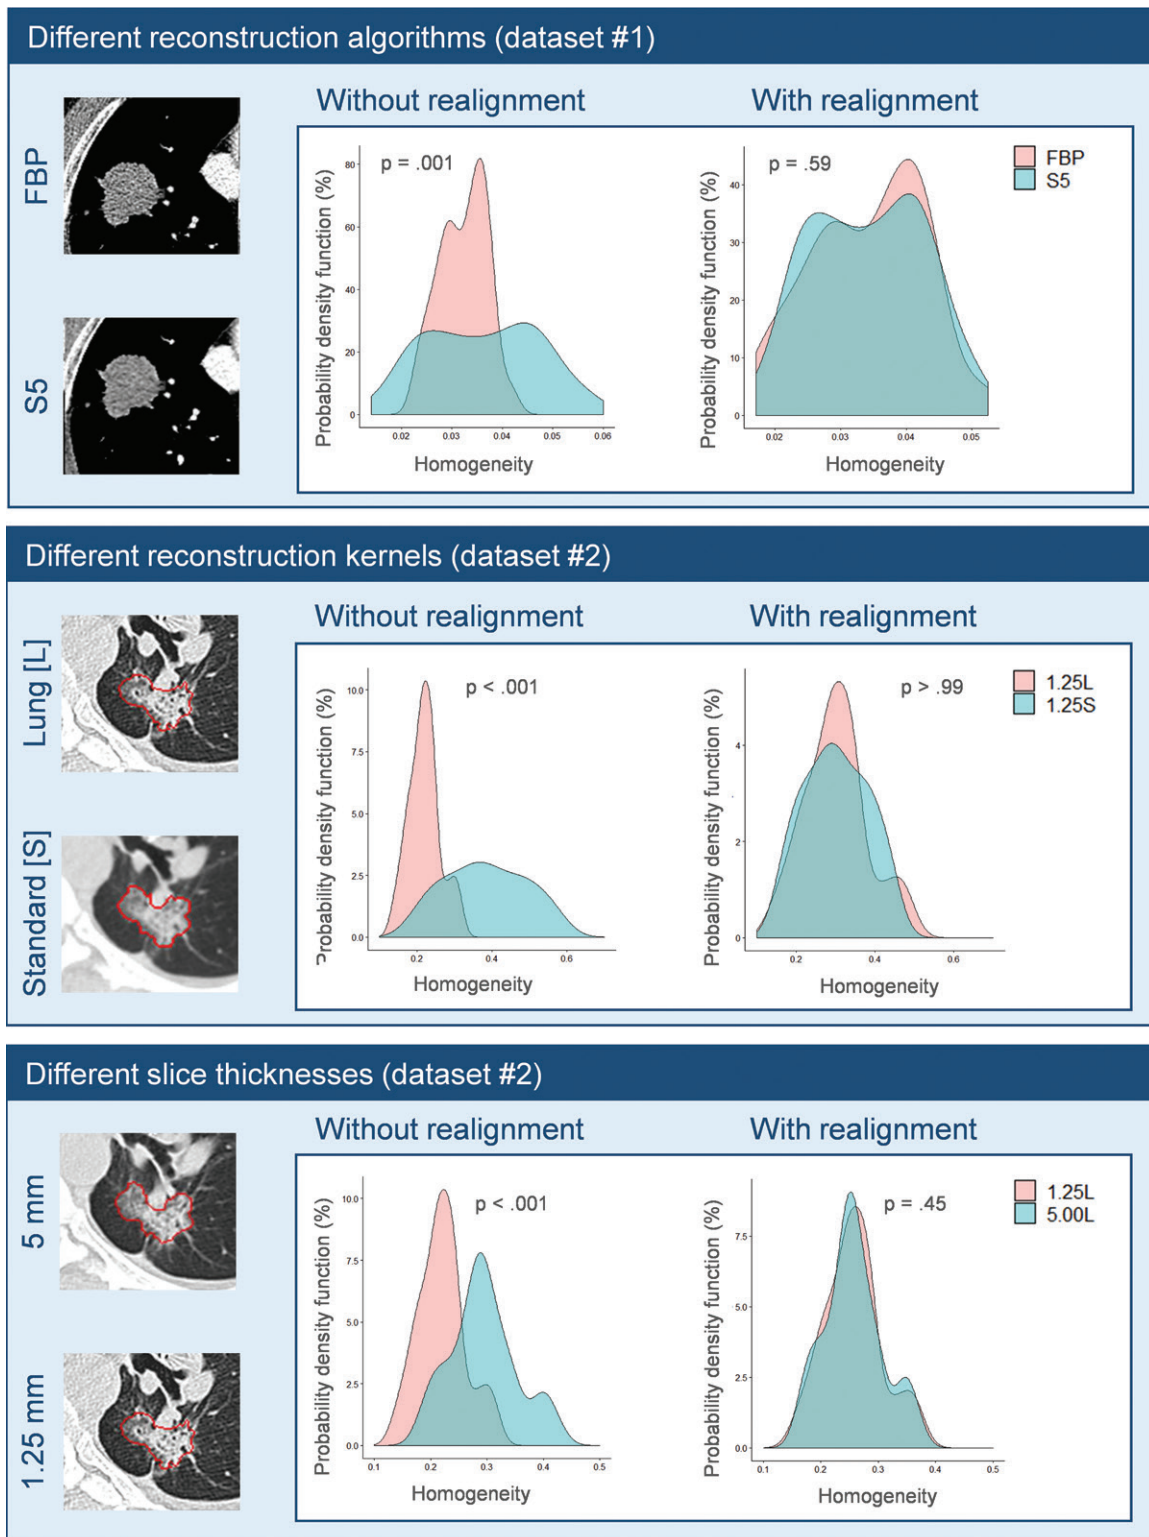 Different reconstruction algorithms (dataset #1)
Without realignment
With realignment
FBP
S5
p = .001
p = .59
FBP
S5
Probability density function (%)
80
60
40
20
0
0.02 0.03 0.04 0.05 0.06
Homogeneity
Probability density function (%)
40
30
20
10
0
0.02 0.03 0.04 0.05
Homogeneity
Different reconstruction kernels (dataset #2)
Without realignment
With realignment
Lung [L]
Standard [S]
p < .001
p > .99
1.25L
1.25S
Probability density function (%)
10.0
7.5
5.0
2.5
0.0
0.2 0.4 0.6
Homogeneity
Probability density function (%)
4
2
0
0.2 0.4 0.6
Homogeneity
Different slice thicknesses (dataset #2)
Without realignment
With realignment
5 mm
1.25 mm
p < .001
p = .45
1.25L
5.00L
Probability density function (%)
10.0
7.5
5.0
2.5
0.0
0.1 0.2 0.3 0.4 0.5
Homogeneity
Probability density function (%)
7.5
5.0
2.5
0.0
0.1 0.2 0.3 0.4 0.5
Homogeneity